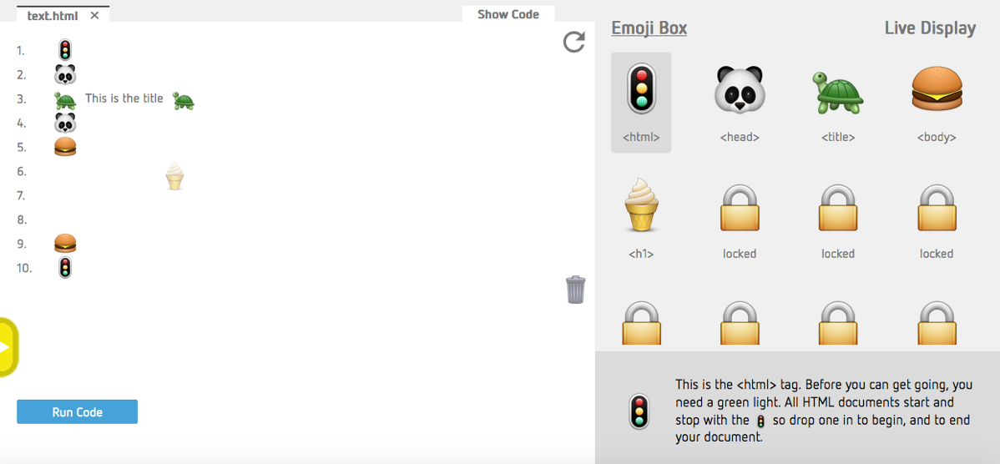 text.html ×
Show Code
1.
2.
3. This is the title
4.
5.
6.
7.
8.
9.
10.
Run Code
Emoji Box
Live Display
<html> <head> <title> <body>
<h1> locked locked locked
This is the <html> tag. Before you can get going, you
need a green light. All HTML documents start and
stop with the so drop one in to begin, and to end
your document.